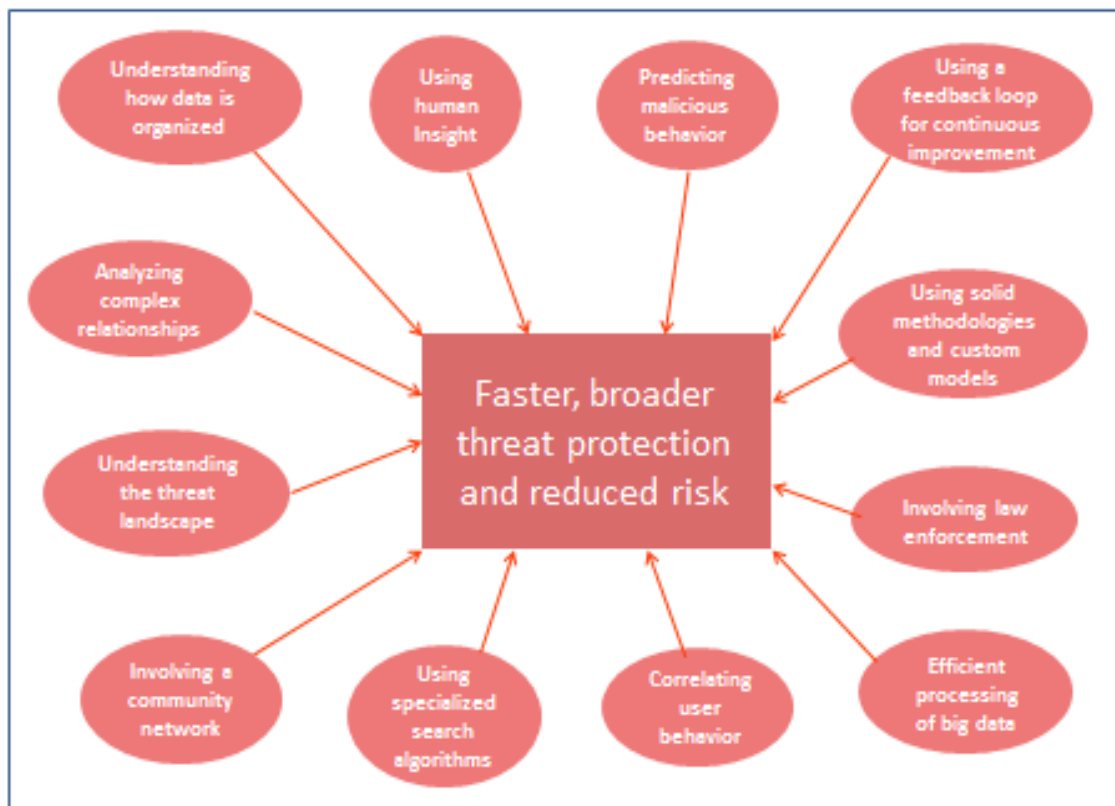 Understanding
how data is
organized
Using
human
Insight
Predicting
malicious
behavior
Using a
feedback loop
for continuous
improvement
Analyzing
complex
relationships
Using solid
methodologies
and custom
models
Faster, broader
threat protection
and reduced risk
Understanding
the threat
landscape
Involving law
enforcement
Involving a
community
network
Using
specialized
search
algorithms
Correlating
user
behavior
Efficient
processing
of big data